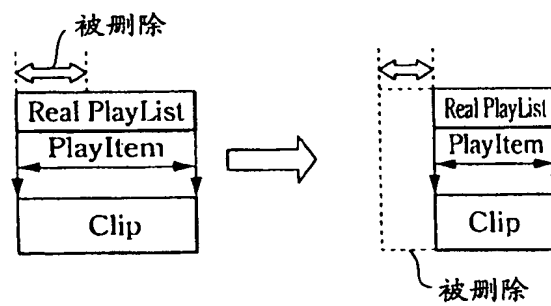 被删除
Real PlayList
PlayItem
Clip
Real PlayList
PlayItem
Clip
被删除